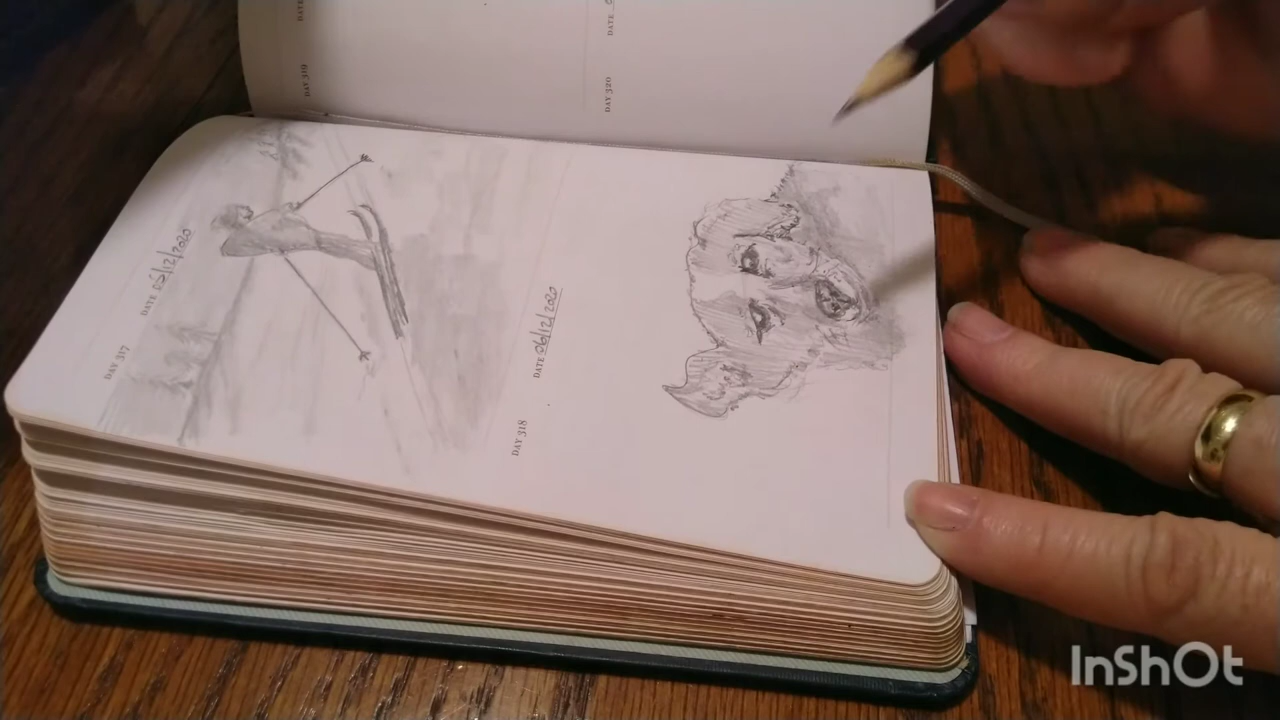 DAY 319
DATE
DAY 320
DATE
DAY 317
DATE 05/12/2020
DAY 318
DATE 06/12/2020
InShOt